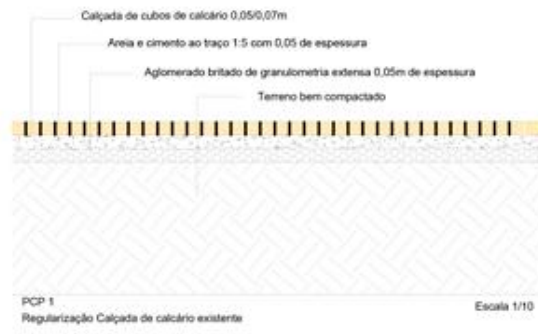 Calçada de cubos de calcário 0,05/0,07m
Areia e cimento ao traço 1:5 com 0,05 de espessura
Aglomerado britado de granulometria extensa 0,05m de espessura
Terreno bem compactado
PCP 1
Regularização Calçada de calcário existente
Escala 1/10